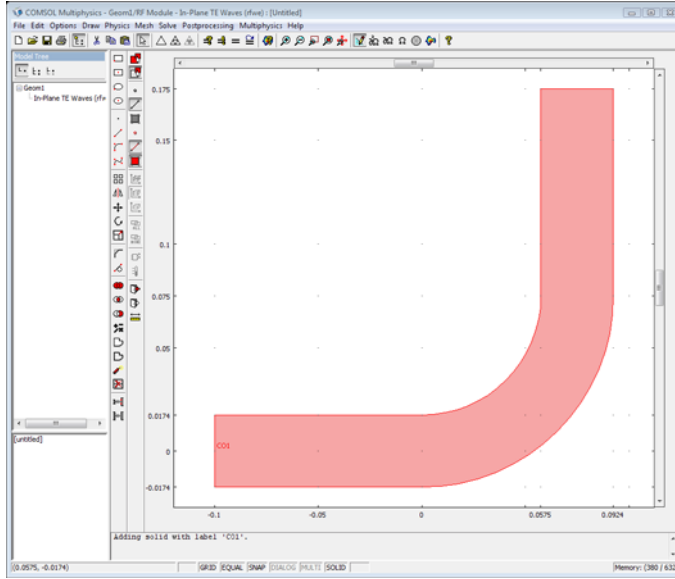 COMSOL Multiphysics - Geom1/RF Module - In-Plane TE Waves (rfwe) : [Untitled]
File Edit Options Draw Physics Mesh Solve Postprocessing Multiphysics Help
Model Tree
Geom1
In-Plane TE Waves (rfw
0.175
0.15
0.1
0.075
0.05
0.0174
0
-0.0174
CO1
-0.1
-0.05
0
0.0575
0.0924
[untitled]
Adding solid with label 'CO1'.
(0.0575, -0.0174)
GRID EQUAL SNAP DIALOG MULTI SOLID
Memory: (380 / 632